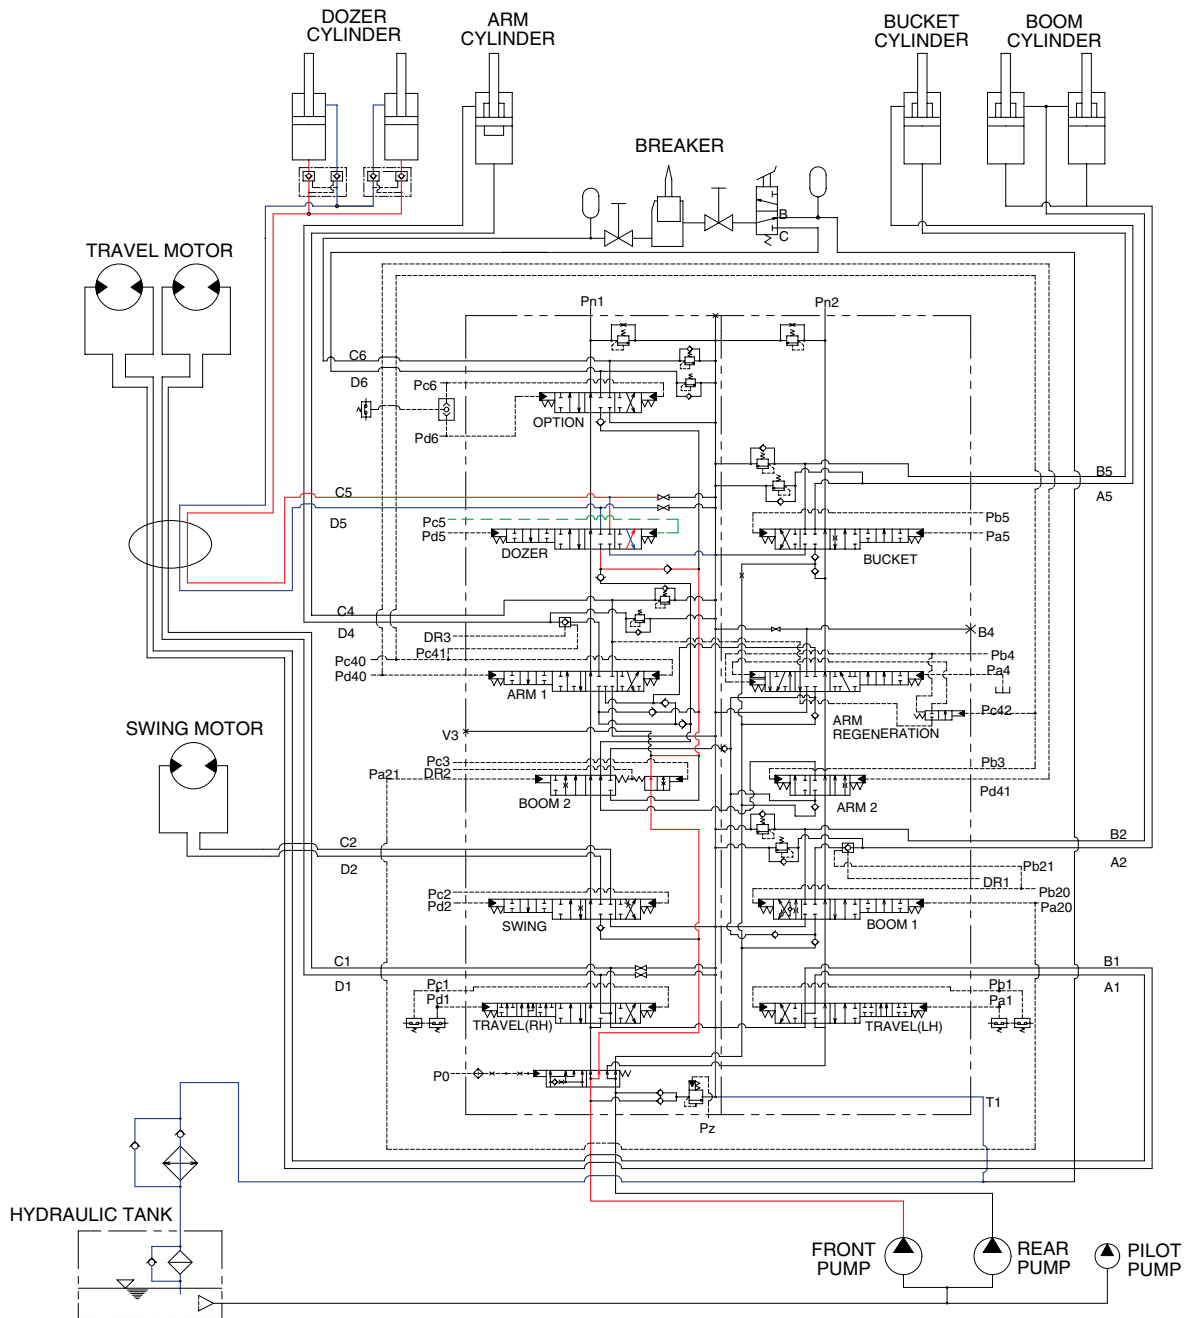 DOZER
CYLINDER
ARM
CYLINDER
BUCKET
CYLINDER
BOOM
CYLINDER
BREAKER
B
C
TRAVEL MOTOR
Pn1
Pn2
C6
D6
Pc6
Pd6
OPTION
B5
A5
C5
D5
Pc5
Pd5
DOZER
Pb5
Pa5
BUCKET
C4
D4
DR3
Pc41
Pc40
Pd40
ARM 1
B4
Pb4
Pa4
Pc42
ARM
REGENERATION
SWING MOTOR
V3
Pc3
DR2
Pa21
BOOM 2
Pb3
Pd41
ARM 2
C2
D2
B2
A2
Pb21
DR1
Pc2
Pd2
SWING
Pb20
Pa20
BOOM 1
C1
D1
B1
A1
Pc1
Pd1
TRAVEL(RH)
Pb1
Pa1
TRAVEL(LH)
P0
Pz
T1
HYDRAULIC TANK
FRONT
PUMP
REAR
PUMP
PILOT
PUMP